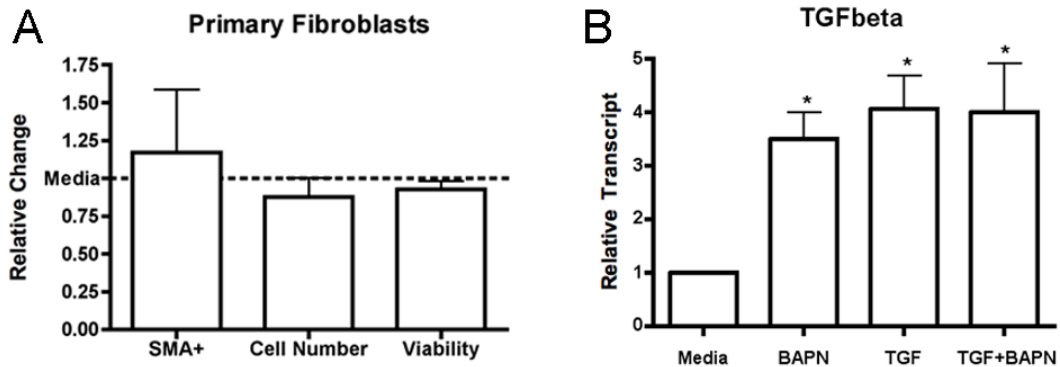 A
Primary Fibroblasts
Relative Change
1.75
1.50
1.25
Media
0.75
0.50
0.25
0.00
SMA+ Cell Number Viability
B
TGFbeta
Relative Transcript
5
4
3
2
1
0
* * *
Media BAPN TGF TGF+BAPN